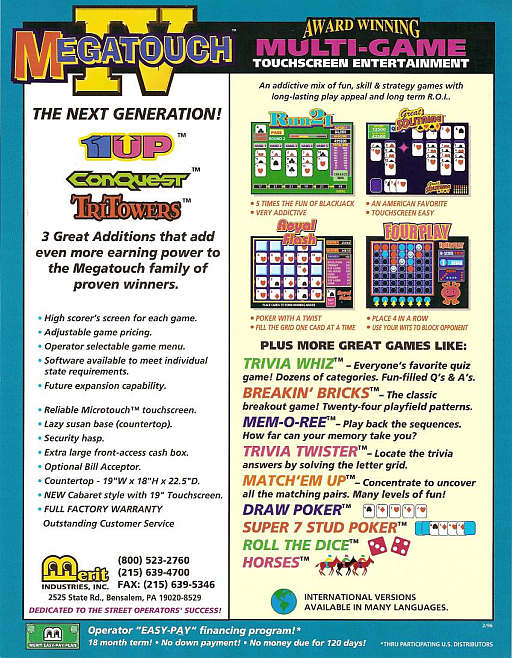 MEGATOUCH IV™
THE NEXT GENERATION!
1UP™
CONQUEST™
TRITOWERS™
3 Great Additions that add
even more earning power to
the Megatouch family of
proven winners.
• High scorer's screen for each game.
• Adjustable game pricing.
• Operator selectable game menu.
• Software available to meet individual
state requirements.
• Future expansion capability.
• Reliable Microtouch™ touchscreen.
• Lazy susan base (countertop).
• Security hasp.
• Extra large front-access cash box.
• Optional Bill Acceptor.
• Countertop - 19"W x 18"H x 22.5"D.
• NEW Cabaret style with 19" Touchscreen.
• FULL FACTORY WARRANTY
Outstanding Customer Service
Merit
INDUSTRIES, INC.
(800) 523-2760
(215) 639-4700
FAX: (215) 639-5346
2525 State Rd., Bensalem, PA 19020-8529
DEDICATED TO THE STREET OPERATORS' SUCCESS!
AWARD WINNING
MULTI-GAME
TOUCHSCREEN ENTERTAINMENT
An addictive mix of fun, skill & strategy games with
long-lasting play appeal and long term R.O.I..
Run 21
• 5 TIMES THE FUN OF BLACKJACK
• VERY ADDICTIVE
Great
SOLITAIRE
• AN AMERICAN FAVORITE
• TOUCHSCREEN EASY
Royal
Flash
• POKER WITH A TWIST
• FILL THE GRID ONE CARD AT A TIME
FOUR PLAY
• PLACE 4 IN A ROW
• USE YOUR WITS TO BLOCK OPPONENT
PLUS MORE GREAT GAMES LIKE:
TRIVIA WHIZ™ – Everyone's favorite quiz
game! Dozens of categories. Fun-filled Q's & A's.
BREAKIN' BRICKS™ – The classic
breakout game! Twenty-four playfield patterns.
MEM-O-REE™ – Play back the sequences.
How far can your memory take you?
TRIVIA TWISTER™ – Locate the trivia
answers by solving the letter grid.
MATCH'EM UP™ – Concentrate to uncover
all the matching pairs. Many levels of fun!
DRAW POKER™
SUPER 7 STUD POKER™
ROLL THE DICE™
HORSES™
INTERNATIONAL VERSIONS
AVAILABLE IN MANY LANGUAGES.
2/96
MERIT EASY-PAY PLAN
Operator "EASY-PAY" financing program!*
18 month term! • No down payment! • No money due for 120 days!
*THRU PARTICIPATING U.S. DISTRIBUTORS